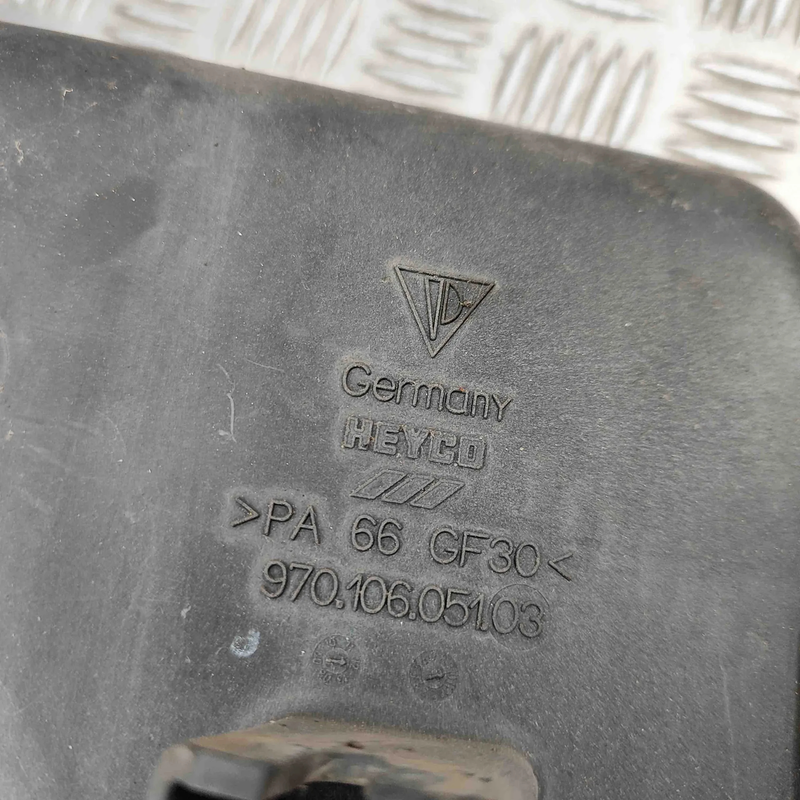 Germany
HEYCO
>PA 66 GF30<
970.106.051.03